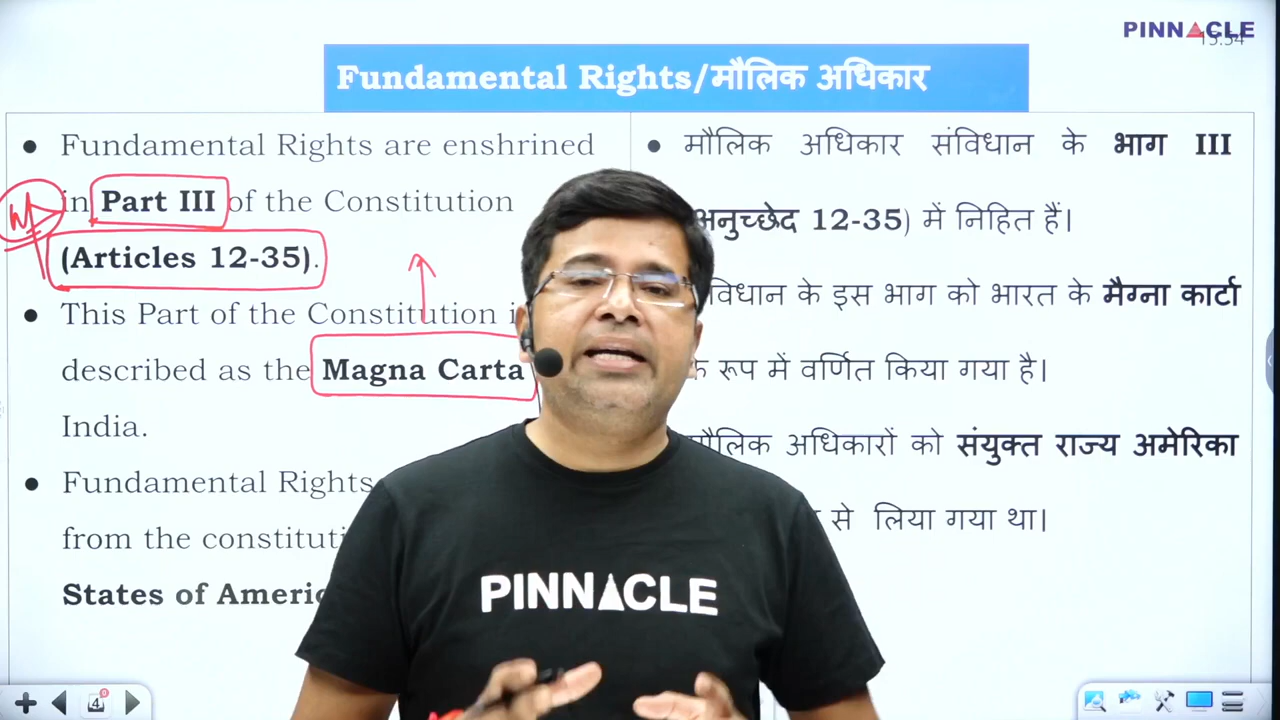 PINNACLE
Fundamental Rights/मौलिक अधिकार
● Fundamental Rights are enshrined
in Part III of the Constitution
(Articles 12-35).
● This Part of the Constitution
described as the Magna Carta
India.
● Fundamental Rights
from the
States of
● मौलिक अधिकार संविधान के भाग III
अनुच्छेद 12-35) में निहित हैं।
के इस भाग को भारत के मैग्ना कार्टा
रूप में वर्णित किया गया है।
अधिकारों को संयुक्त राज्य अमेरिका
से लिया गया था।
PINNACLE
4